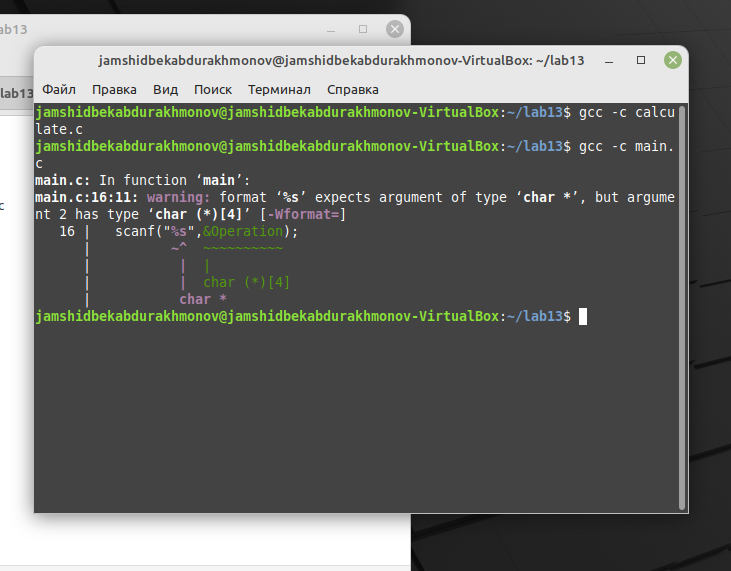 ab13
jamshidbekabdurakhmonov@jamshidbekabdurakhmonov-VirtualBox: ~/lab13
lab13
Файл Правка Вид Поиск Терминал Справка
jamshidbekabdurakhmonov@jamshidbekabdurakhmonov-VirtualBox:~/lab13$ gcc -c calcu
late.c
jamshidbekabdurakhmonov@jamshidbekabdurakhmonov-VirtualBox:~/lab13$ gcc -c main.
c
main.c: In function ‘main’:
main.c:16:11: warning: format ‘%s’ expects argument of type ‘char *’, but argume
nt 2 has type ‘char (*)[4]’ [-Wformat=]
   16 |   scanf("%s",&Operation);
      |          ~^  ~~~~~~~~~~
      |           |  |
      |           |  char (*)[4]
      |           char *
jamshidbekabdurakhmonov@jamshidbekabdurakhmonov-VirtualBox:~/lab13$
c